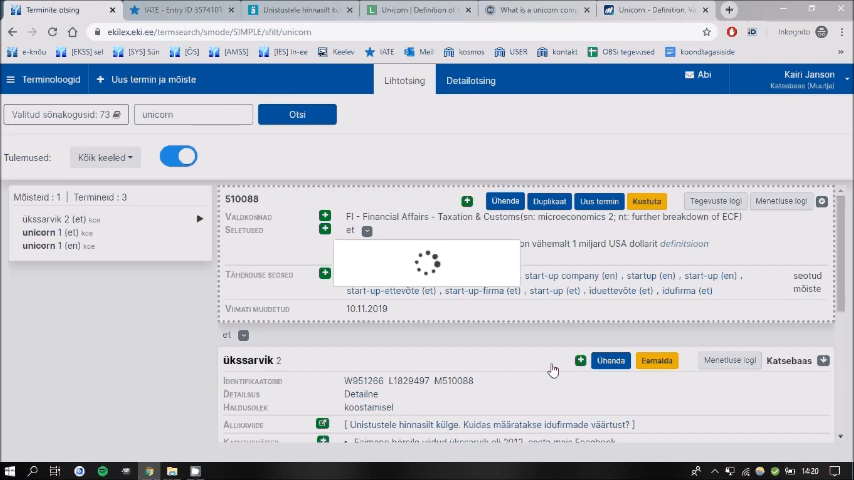 Terminite otsing
IATE - Entry ID 3574101
Ükssarvikutele hinnasilt kü
Unicorn | Definition of
What is a unicorn com
Unicorn - Definition, V
ekilex.eki.ee/termsearch/smode/SIMPLE/sfilt/unicorn
Inkognito
e-knõu
[EKSS] sel
[SYS] Sün
[ÕS]
[AMSS]
[IES] In-ee
Keelev
IATE
Meil
kosmos
USER
kontakt
OBSi tegevused
koondtagasiside
Terminoloogid
Uus termin ja mõiste
Lihtotsing
Detailotsing
Abi
Kairi Janson
Katsebaas (Muutja)
Valitud sõnakogusid: 73
unicorn
Otsi
Tulemused:
Kõik keeled
Mõisteid : 1 | Termineid : 3
ükssarvik 2 (et) kce
unicorn 1 (et) kce
unicorn 1 (en) kce
510088
Ühenda
Duplikaat
Uus termin
Kustuta
Tegevuste logi
Menetluse logi
Valdkonnad
FI - Financial Affairs - Taxation & Customs(sn: microeconomics 2; nt: further breakdown of ECF)
Seletused
et
on vähemalt 1 miljard USA dollarit definitsioon
Tähenduse seosed
start-up company (en) , startup (en) , start-up (en) ,
start-up-ettevõte (et) , start-up-firma (et) , start-up (et) , iduettevõte (et) , idufirma (et)
seotud mõiste
Viimati muudetud
10.11.2019
et
ükssarvik 2
Ühenda
Eemalda
Menetluse logi
Katsebaas
Identifikaatorid
W951266 L1829497 M510088
Detailsus
Detailne
Haldusolek
koostamisel
Allikaviide
[ Unistustele hinnasilt külge. Kuidas määratakse idufirmade väärtust? ]
14:20